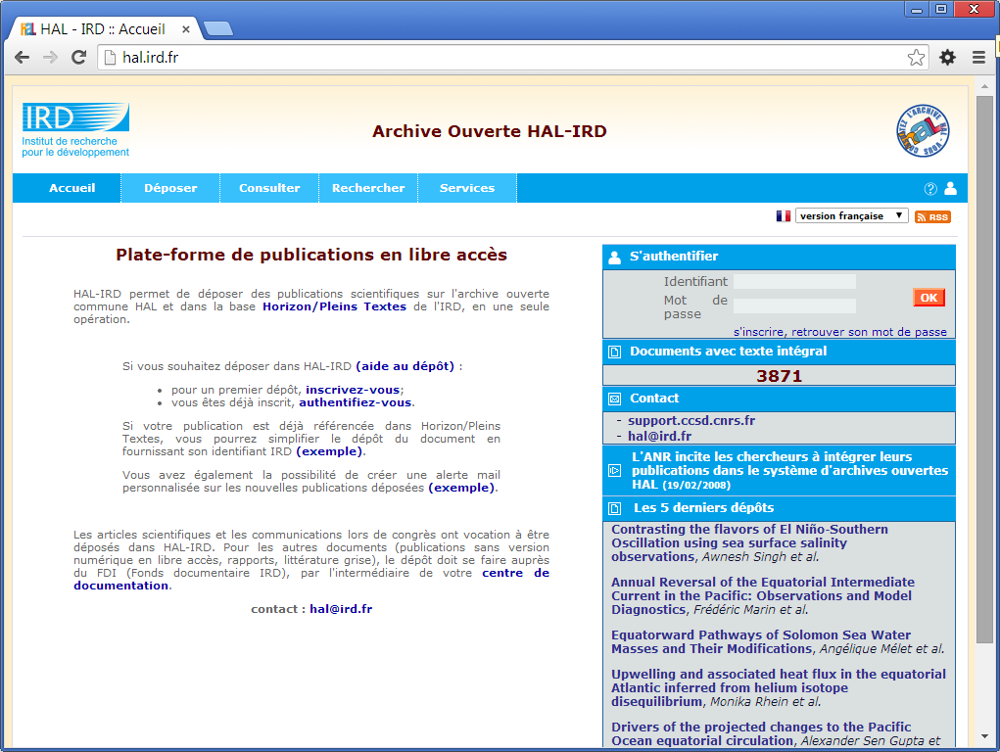 HAL - IRD :: Accueil
hal.ird.fr
IRD
Institut de recherche
pour le développement
Archive Ouverte HAL-IRD
Accueil Déposer Consulter Rechercher Services
version française RSS
Plate-forme de publications en libre accès
HAL-IRD permet de déposer des publications scientifiques sur l'archive ouverte
commune HAL et dans la base Horizon/Pleins Textes de l'IRD, en une seule
opération.
Si vous souhaitez déposer dans HAL-IRD (aide au dépôt) :
• pour un premier dépôt, inscrivez-vous;
• vous êtes déjà inscrit, authentifiez-vous.
Si votre publication est déjà référencée dans Horizon/Pleins
Textes, vous pourrez simplifier le dépôt du document en
fournissant son identifiant IRD (exemple).
Vous avez également la possibilité de créer une alerte mail
personnalisée sur les nouvelles publications déposées (exemple).
Les articles scientifiques et les communications lors de congrès ont vocation à être
déposés dans HAL-IRD. Pour les autres documents (publications sans version
numérique en libre accès, rapports, littérature grise), le dépôt doit se faire auprès
du FDI (Fonds documentaire IRD), par l'intermédiaire de votre centre de
documentation.
contact : hal@ird.fr
S'authentifier
Identifiant
Mot de
passe
OK
s'inscrire, retrouver son mot de passe
Documents avec texte intégral
3871
Contact
- support.ccsd.cnrs.fr
- hal@ird.fr
L'ANR incite les chercheurs à intégrer leurs
publications dans le système d'archives ouvertes
HAL (19/02/2008)
Les 5 derniers dépôts
Contrasting the flavors of El Niño-Southern
Oscillation using sea surface salinity
observations, Awnesh Singh et al.
Annual Reversal of the Equatorial Intermediate
Current in the Pacific: Observations and Model
Diagnostics, Frédéric Marin et al.
Equatorward Pathways of Solomon Sea Water
Masses and Their Modifications, Angélique Mélet et al.
Upwelling and associated heat flux in the equatorial
Atlantic inferred from helium isotope
disequilibrium, Monika Rhein et al.
Drivers of the projected changes to the Pacific
Ocean equatorial circulation, Alexander Sen Gupta et